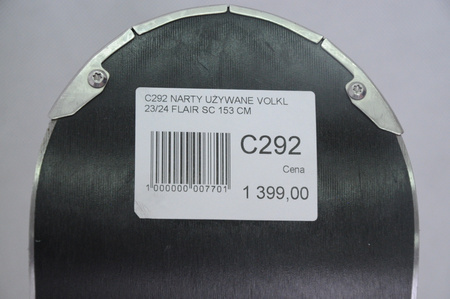 C292 NARTY UŻYWANE VOLKL
23/24 FLAIR SC 153 CM
C292
Cena
1 000000 007701
1 399,00